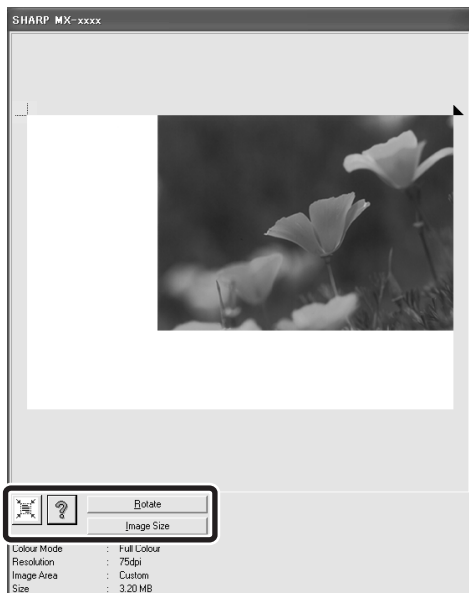 SHARP MX-xxxx
?
Rotate
Image Size
Colour Mode : Full Colour
Resolution : 75dpi
Image Area : Custom
Size : 3.20 MB